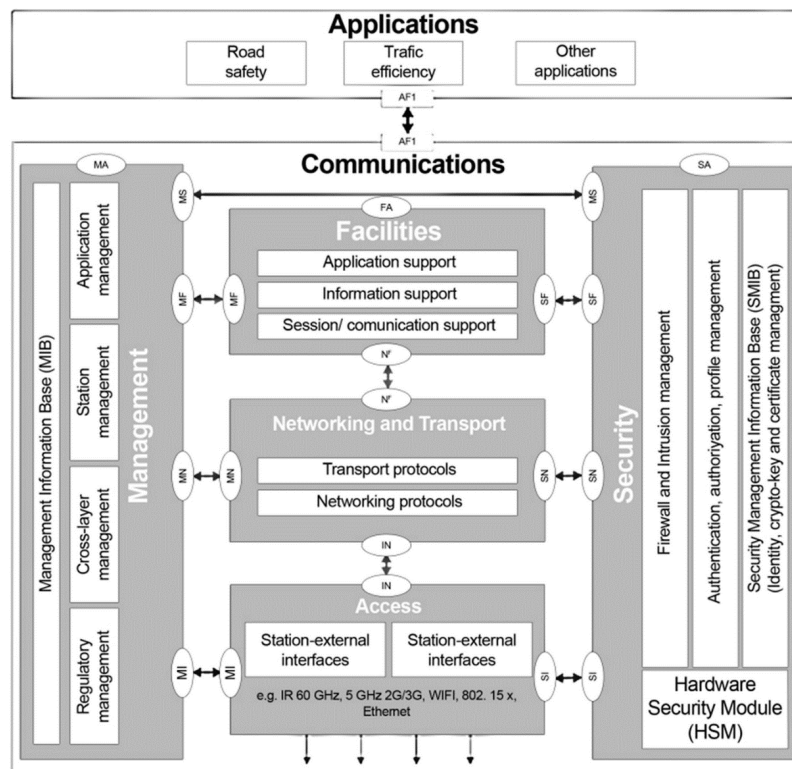 Applications
Road
safety
Trafic
efficiency
Other
applications
AF1
AF1
Communications
MA
Management Information Base (MIB)
Application
management
Station
management
Cross-layer
management
Regulatory
management
Management
MS
MF
MN
MI
FA
Facilities
Application support
Information support
Session/ comunication support
MF
SF
Nᶠ
Nᶠ
Networking and Transport
Transport protocols
Networking protocols
MN
SN
IN
IN
Access
Station-external
interfaces
Station-external
interfaces
e.g. IR 60 GHz, 5 GHz 2G/3G, WIFI, 802. 15 x,
Ethernet
MI
SI
SA
MS
SF
SN
SI
Security
Firewall and Intrusion management
Authentication, authoriyation, profile management
Security Management Information Base (SMIB)
(Identity, crypto-key and certificate managment)
Hardware
Security Module
(HSM)